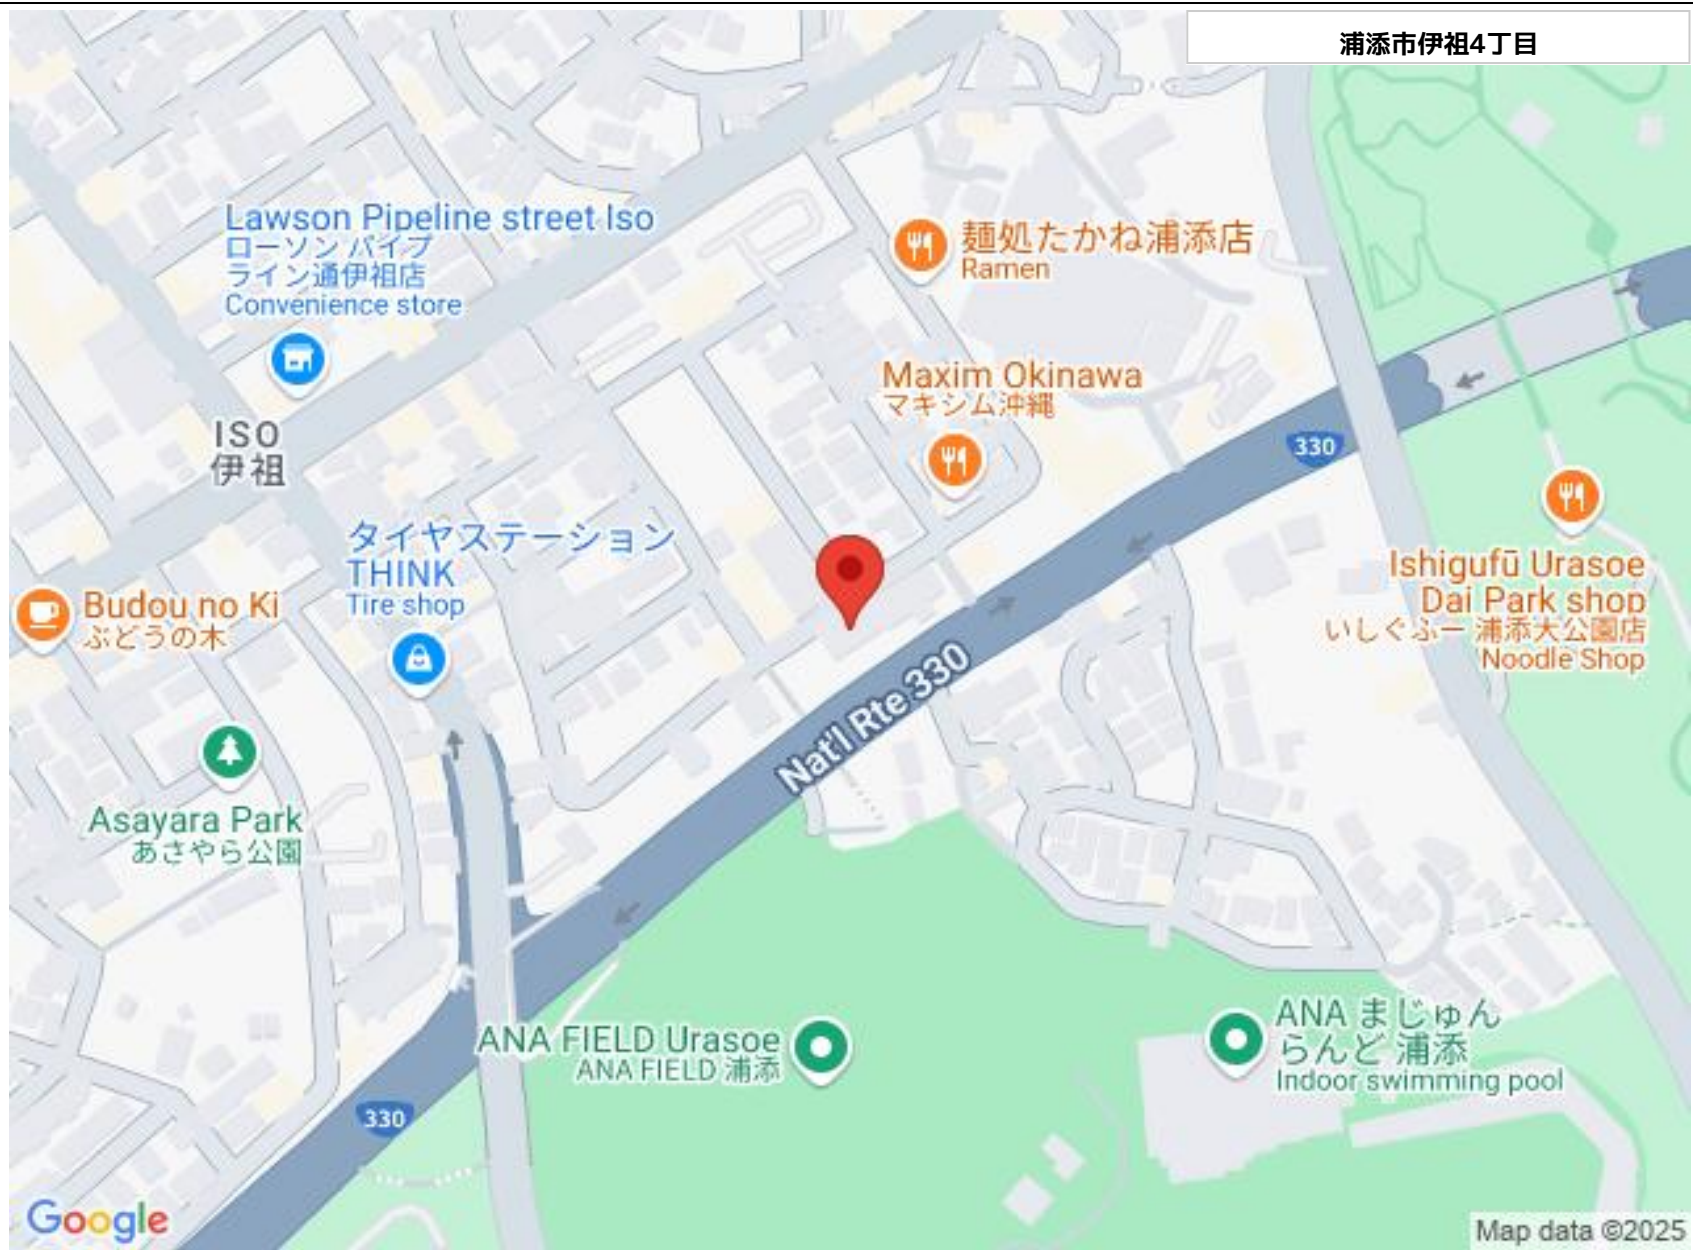 浦添市伊祖4丁目
Lawson Pipeline street Iso
ローソン パイプ
ライン通伊祖店
Convenience store
麺処たかね浦添店
Ramen
Maxim Okinawa
マキシム沖縄
ISO
伊祖
330
タイヤステーション
THINK
Tire shop
Budou no Ki
ぶどうの木
Ishigufū Urasoe
Dai Park shop
いしぐふー 浦添大公園店
Noodle Shop
Nat'l Rte 330
Asayara Park
あさやら公園
ANA FIELD Urasoe
ANA FIELD 浦添
ANA まじゅん
らんど 浦添
Indoor swimming pool
330
Google
Map data ©2025